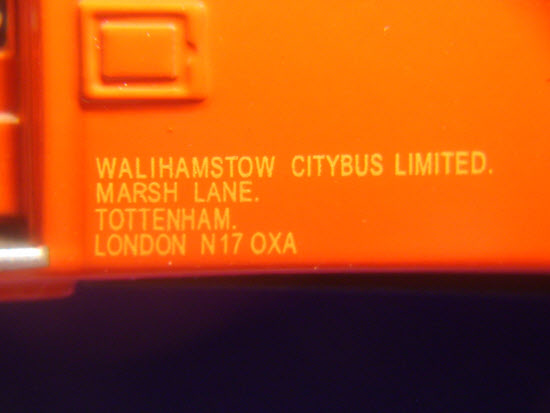 WALIHAMSTOW CITYBUS LIMITED.
MARSH LANE.
TOTTENHAM.
LONDON N17 OXA